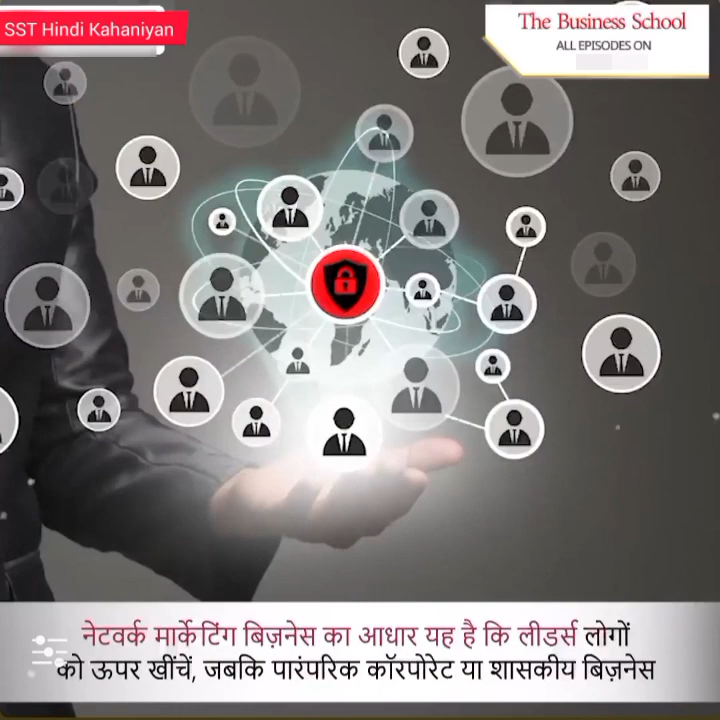 SST Hindi Kahaniyan
The Business School
ALL EPISODES ON
नेटवर्क मार्केटिंग बिज़नेस का आधार यह है कि लीडर्स लोगों
को ऊपर खींचें, जबकि पारंपरिक कॉरपोरेट या शासकीय बिज़नेस